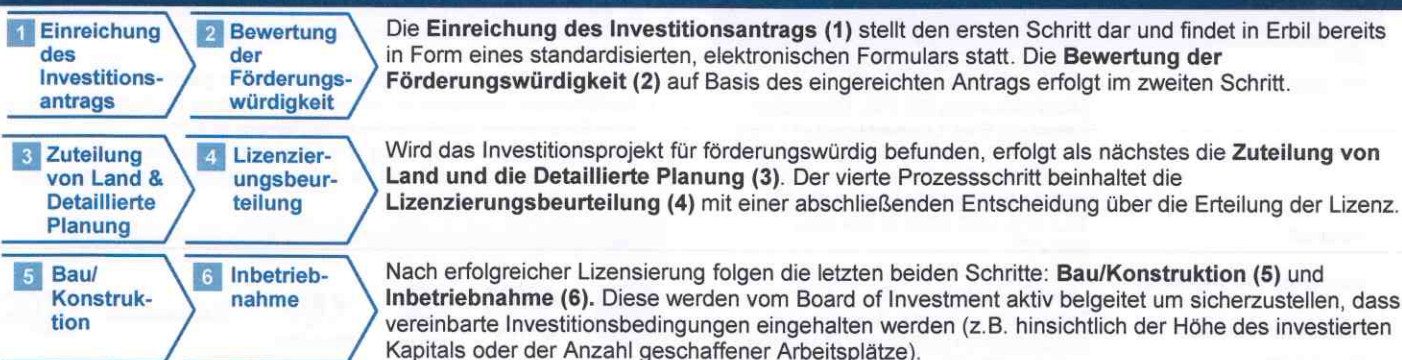 1 Einreichung
des
Investitions-
antrags
2 Bewertung
der
Förderungs-
würdigkeit
Die Einreichung des Investitionsantrags (1) stellt den ersten Schritt dar und findet in Erbil bereits
in Form eines standardisierten, elektronischen Formulars statt. Die Bewertung der
Förderungswürdigkeit (2) auf Basis des eingereichten Antrags erfolgt im zweiten Schritt.
3 Zuteilung
von Land &
Detaillierte
Planung
4 Lizenzier-
ungsbeur-
teilung
Wird das Investitionsprojekt für förderungswürdig befunden, erfolgt als nächstes die Zuteilung von
Land und die Detaillierte Planung (3). Der vierte Prozessschritt beinhaltet die
Lizenzierungsbeurteilung (4) mit einer abschließenden Entscheidung über die Erteilung der Lizenz.
5 Bau/
Konstruk-
tion
6 Inbetrieb-
nahme
Nach erfolgreicher Lizensierung folgen die letzten beiden Schritte: Bau/Konstruktion (5) und
Inbetriebnahme (6). Diese werden vom Board of Investment aktiv belgeitet um sicherzustellen, dass
vereinbarte Investitionsbedingungen eingehalten werden (z.B. hinsichtlich der Höhe des investierten
Kapitals oder der Anzahl geschaffener Arbeitsplätze).